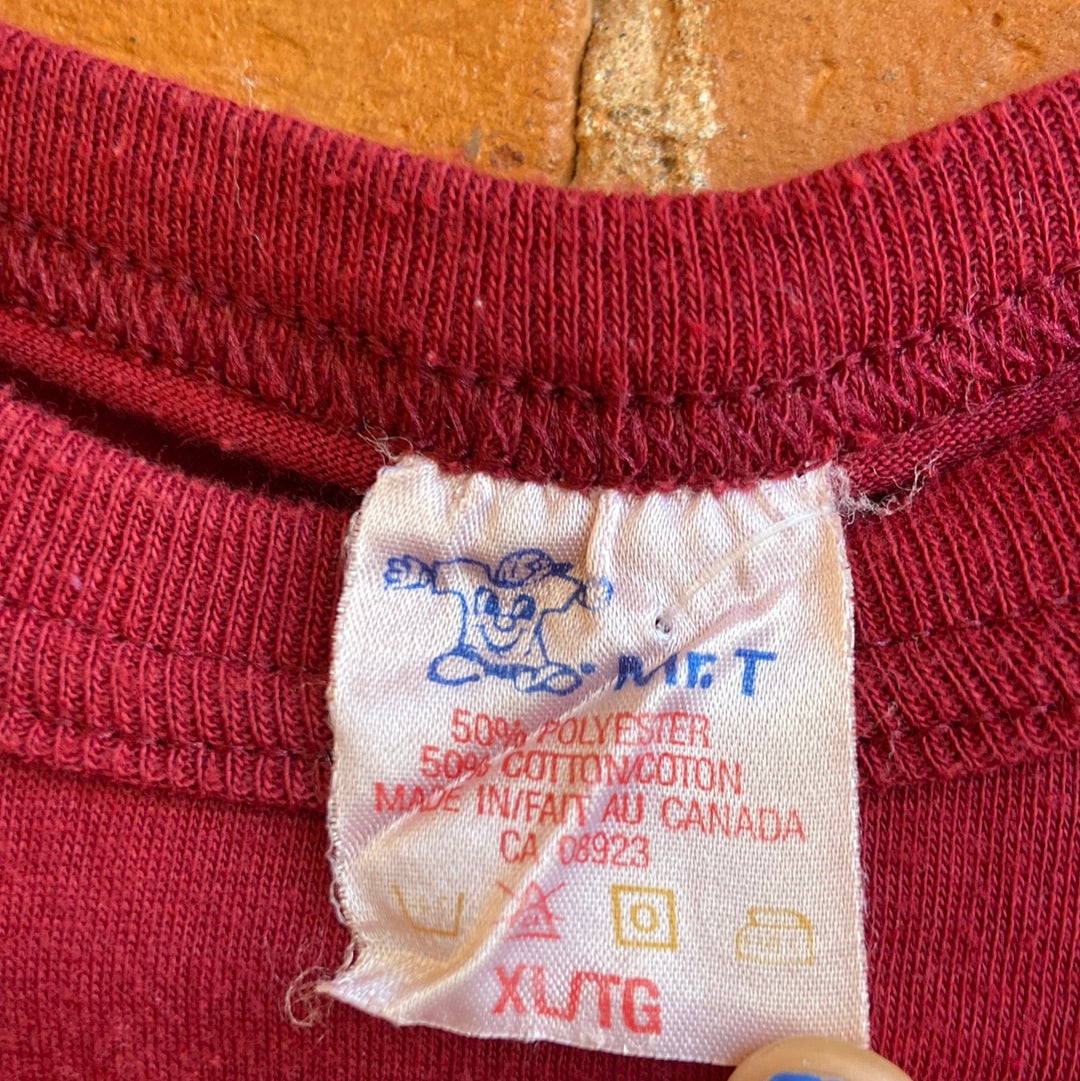 Mr. T
50% POLYESTER
50% COTTON/COTON
MADE IN/FAIT AU CANADA
CA 08923
XL/TG